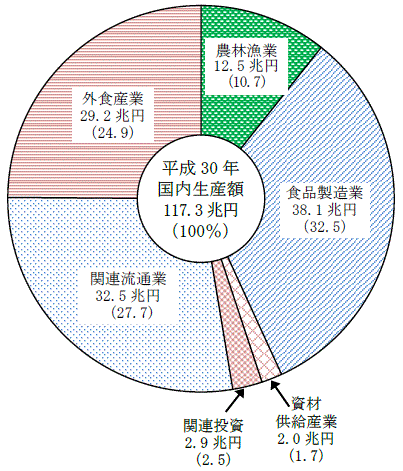 農林漁業
12.5 兆円
(10.7)
外食産業
29.2 兆円
(24.9)
平成 30 年
国内生産額
117.3 兆円
(100%)
食品製造業
38.1 兆円
(32.5)
関連流通業
32.5 兆円
(27.7)
関連投資
2.9 兆円
(2.5)
資材
供給産業
2.0 兆円
(1.7)